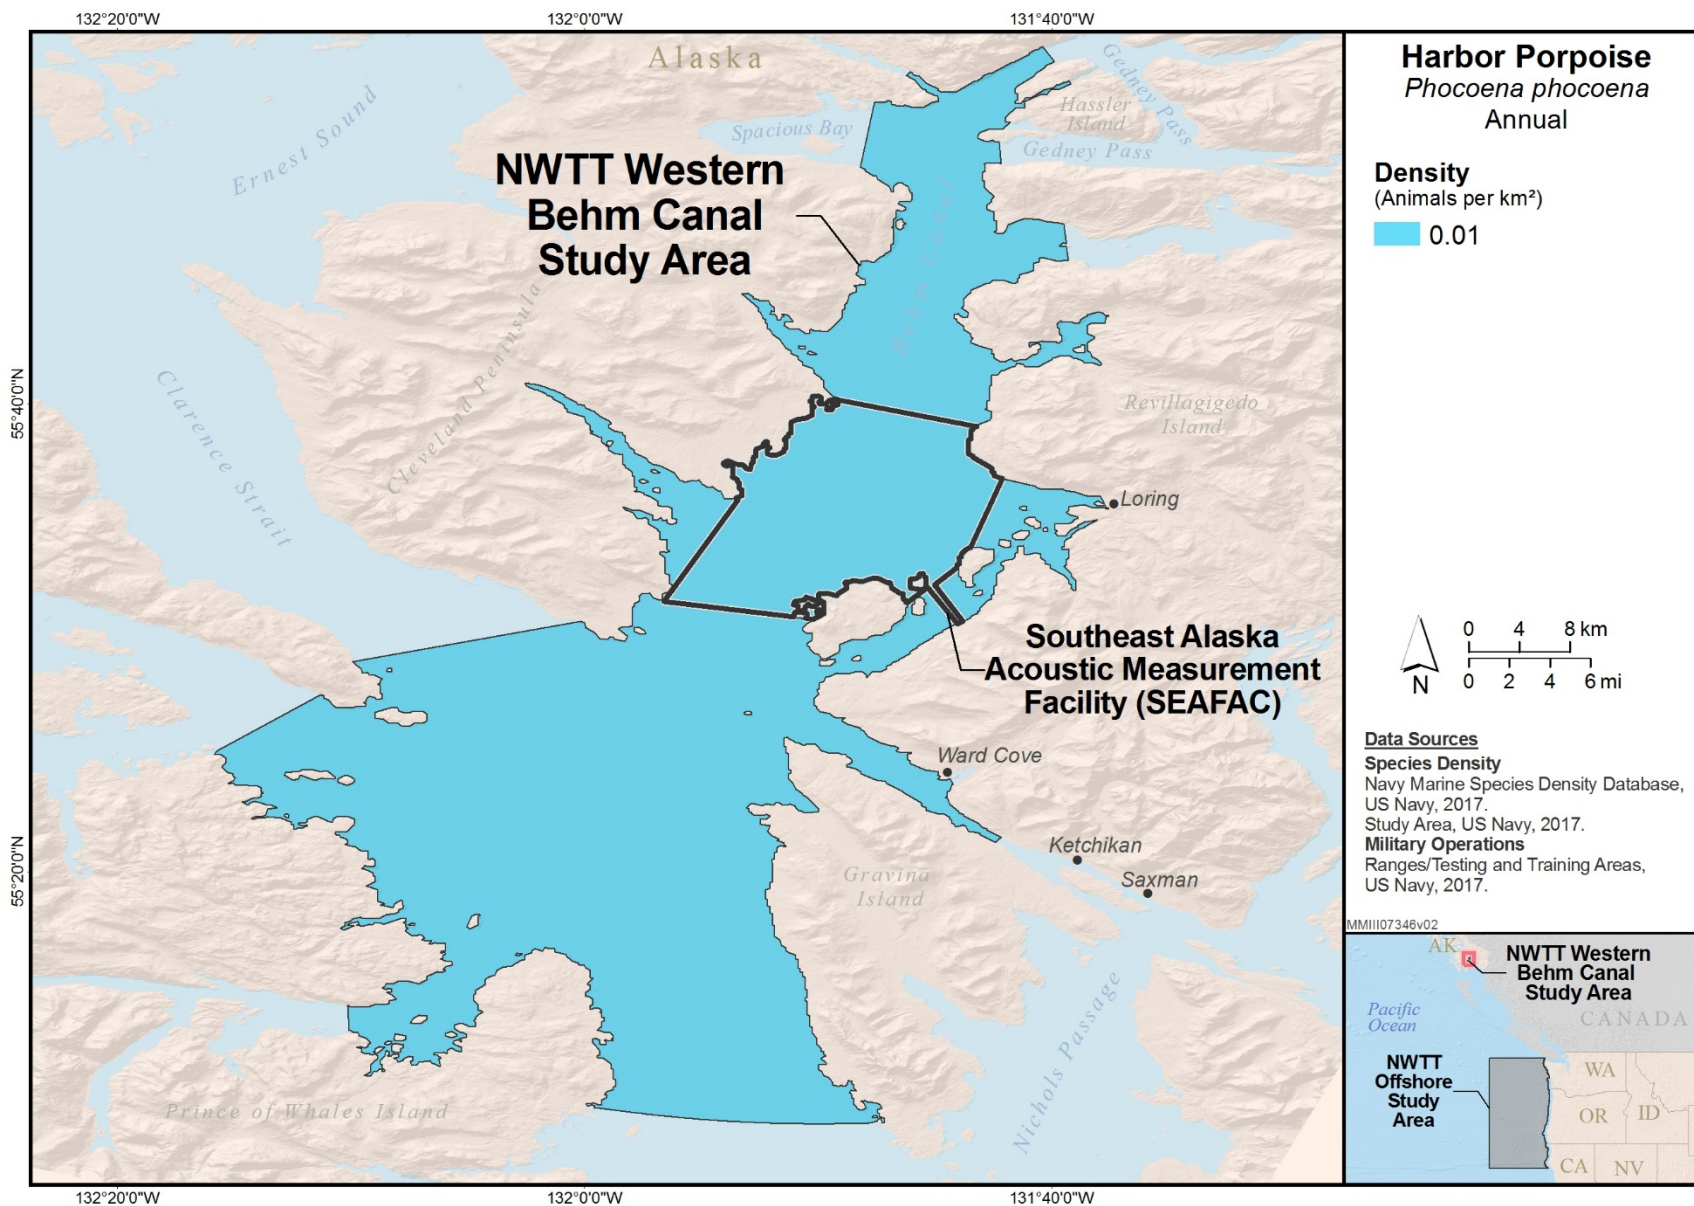 132°20'0"W
132°0'0"W
131°40'0"W
Alaska
Ernest Sound
Spacious Bay
Gedney Pass
Hassler
Island
Gedney Pass
NWTT Western
Behm Canal
Study Area
Behm Canal
Cleveland Peninsula
Clarence Strait
55°40'0"N
Revillagigedo
Island
Loring
Southeast Alaska
Acoustic Measurement
Facility (SEAFAC)
Ward Cove
Ketchikan
Saxman
Gravina
Island
55°20'0"N
Nichols Passage
Prince of Whales Island
132°20'0"W
132°0'0"W
131°40'0"W
Harbor Porpoise
Phocoena phocoena
Annual
Density
(Animals per km²)
0.01
N
0 4 8 km
0 2 4 6 mi
Data Sources
Species Density
Navy Marine Species Density Database,
US Navy, 2017.
Study Area, US Navy, 2017.
Military Operations
Ranges/Testing and Training Areas,
US Navy, 2017.
MMIII07346v02
AK
NWTT Western
Behm Canal
Study Area
Pacific
Ocean
CANADA
NWTT
Offshore
Study
Area
WA
OR
ID
CA
NV